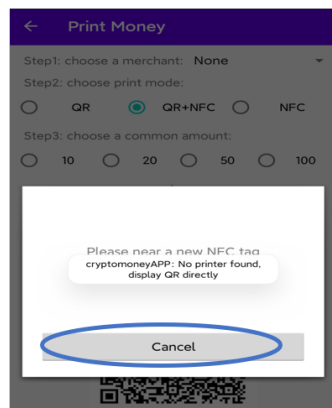 ← Print Money
Step1: choose a merchant: None
Step2: choose print mode:
QR QR+NFC NFC
Step3: choose a common amount:
10 20 50 100
Please near a new NFC tag
cryptomoneyAPP: No printer found,
display QR directly
Cancel